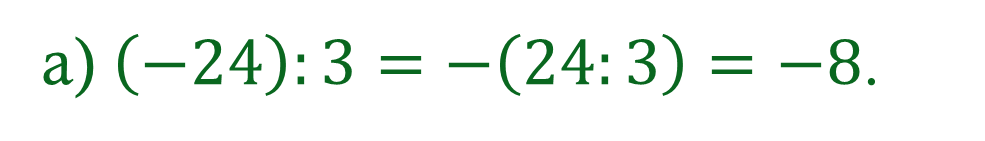 a) (−24): 3 = −(24: 3) = −8.